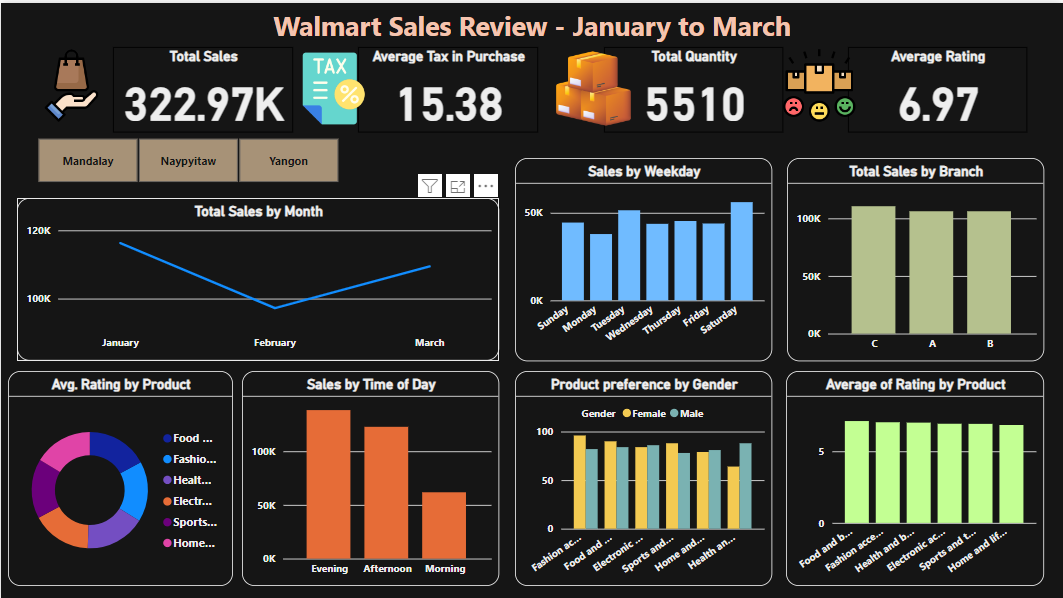 Walmart Sales Review - January to March
Total Sales
322.97K
TAX
%
Average Tax in Purchase
15.38
Total Quantity
5510
Average Rating
6.97
Mandalay
Naypyitaw
Yangon
Total Sales by Month
120K
100K
January
February
March
Sales by Weekday
50K
0K
Sunday
Monday
Tuesday
Wednesday
Thursday
Friday
Saturday
Total Sales by Branch
100K
50K
0K
C
A
B
Avg. Rating by Product
Food ...
Fashio...
Healt...
Electr...
Sports...
Home...
Sales by Time of Day
100K
50K
0K
Evening
Afternoon
Morning
Product preference by Gender
Gender Female Male
100
50
0
Fashion ac...
Food and ...
Electronic ...
Sports and...
Home and...
Health an...
Average of Rating by Product
5
0
Food and b...
Fashion acce...
Health and b...
Electronic ac...
Sports and t...
Home and lif...